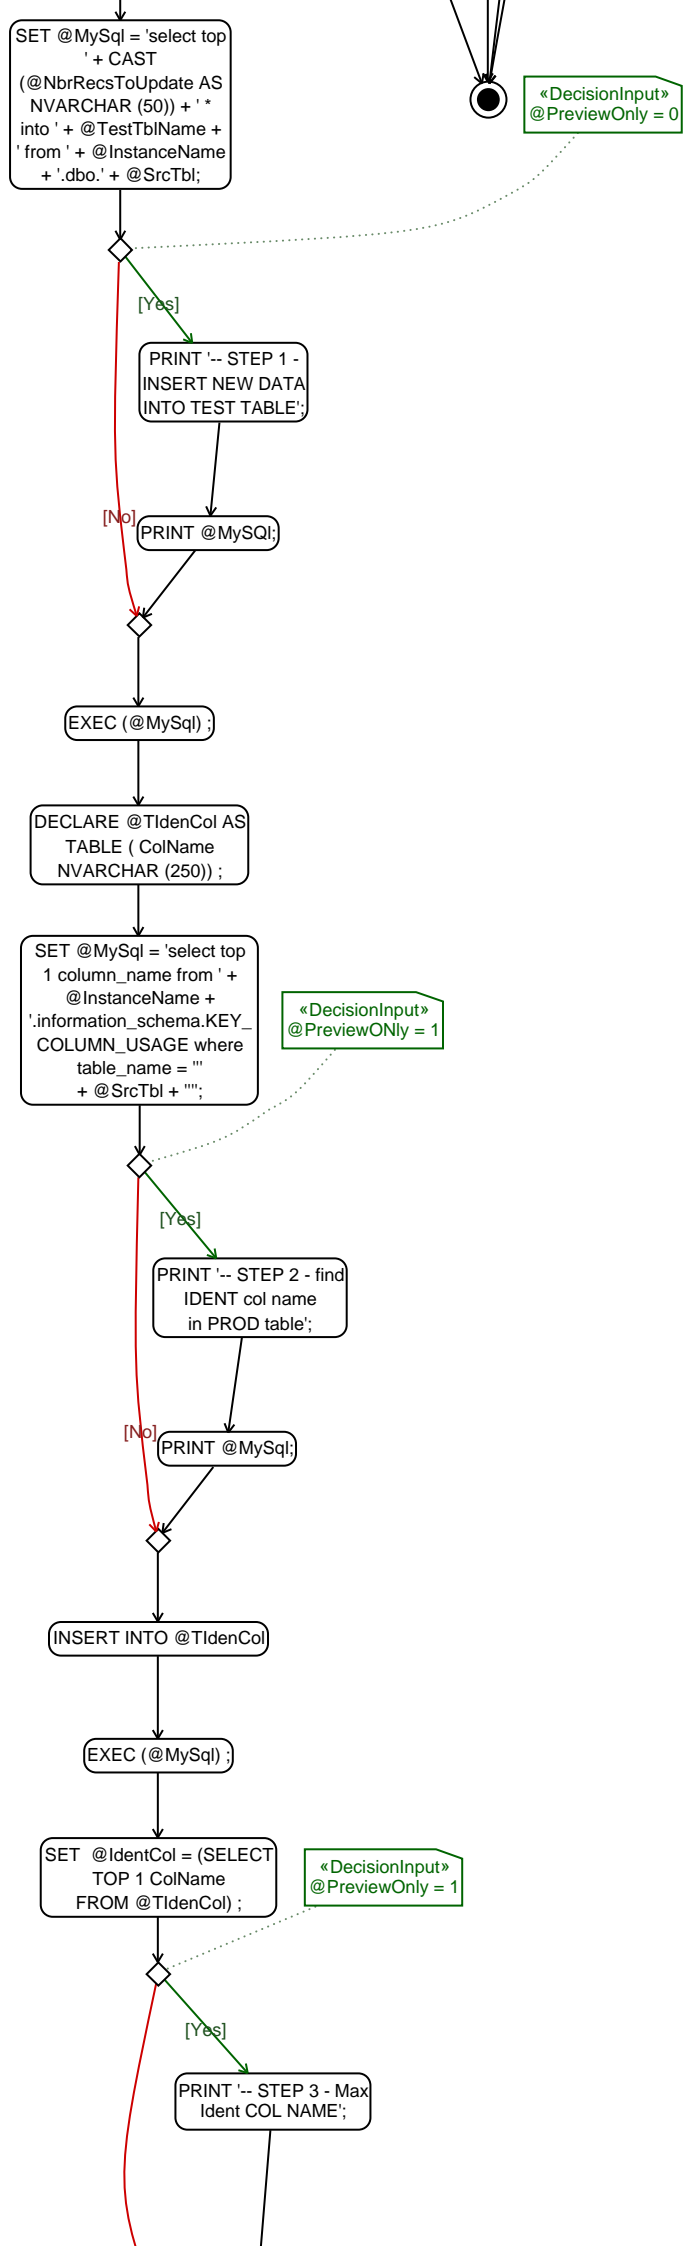 SET @MySql = 'select top
' + CAST
(@NbrRecsToUpdate AS
NVARCHAR (50)) + ' *
into ' + @TestTblName +
' from ' + @InstanceName
+ '.dbo.' + @SrcTbl;
«DecisionInput»
@PreviewOnly = 0
[Yes]
PRINT '-- STEP 1 -
INSERT NEW DATA
INTO TEST TABLE';
[No]
PRINT @MySQl;
EXEC (@MySql) ;
DECLARE @TIdenCol AS
TABLE ( ColName
NVARCHAR (250)) ;
SET @MySql = 'select top
1 column_name from ' +
@InstanceName +
'.information_schema.KEY_
COLUMN_USAGE where
table_name = '''
+ @SrcTbl + '''';
«DecisionInput»
@PreviewONly = 1
[Yes]
PRINT '-- STEP 2 - find
IDENT col name
in PROD table';
[No]
PRINT @MySql;
INSERT INTO @TIdenCol
EXEC (@MySql) ;
SET  @IdentCol = (SELECT
TOP 1 ColName
FROM @TIdenCol) ;
«DecisionInput»
@PreviewOnly = 1
[Yes]
PRINT '-- STEP 3 - Max
Ident COL NAME';